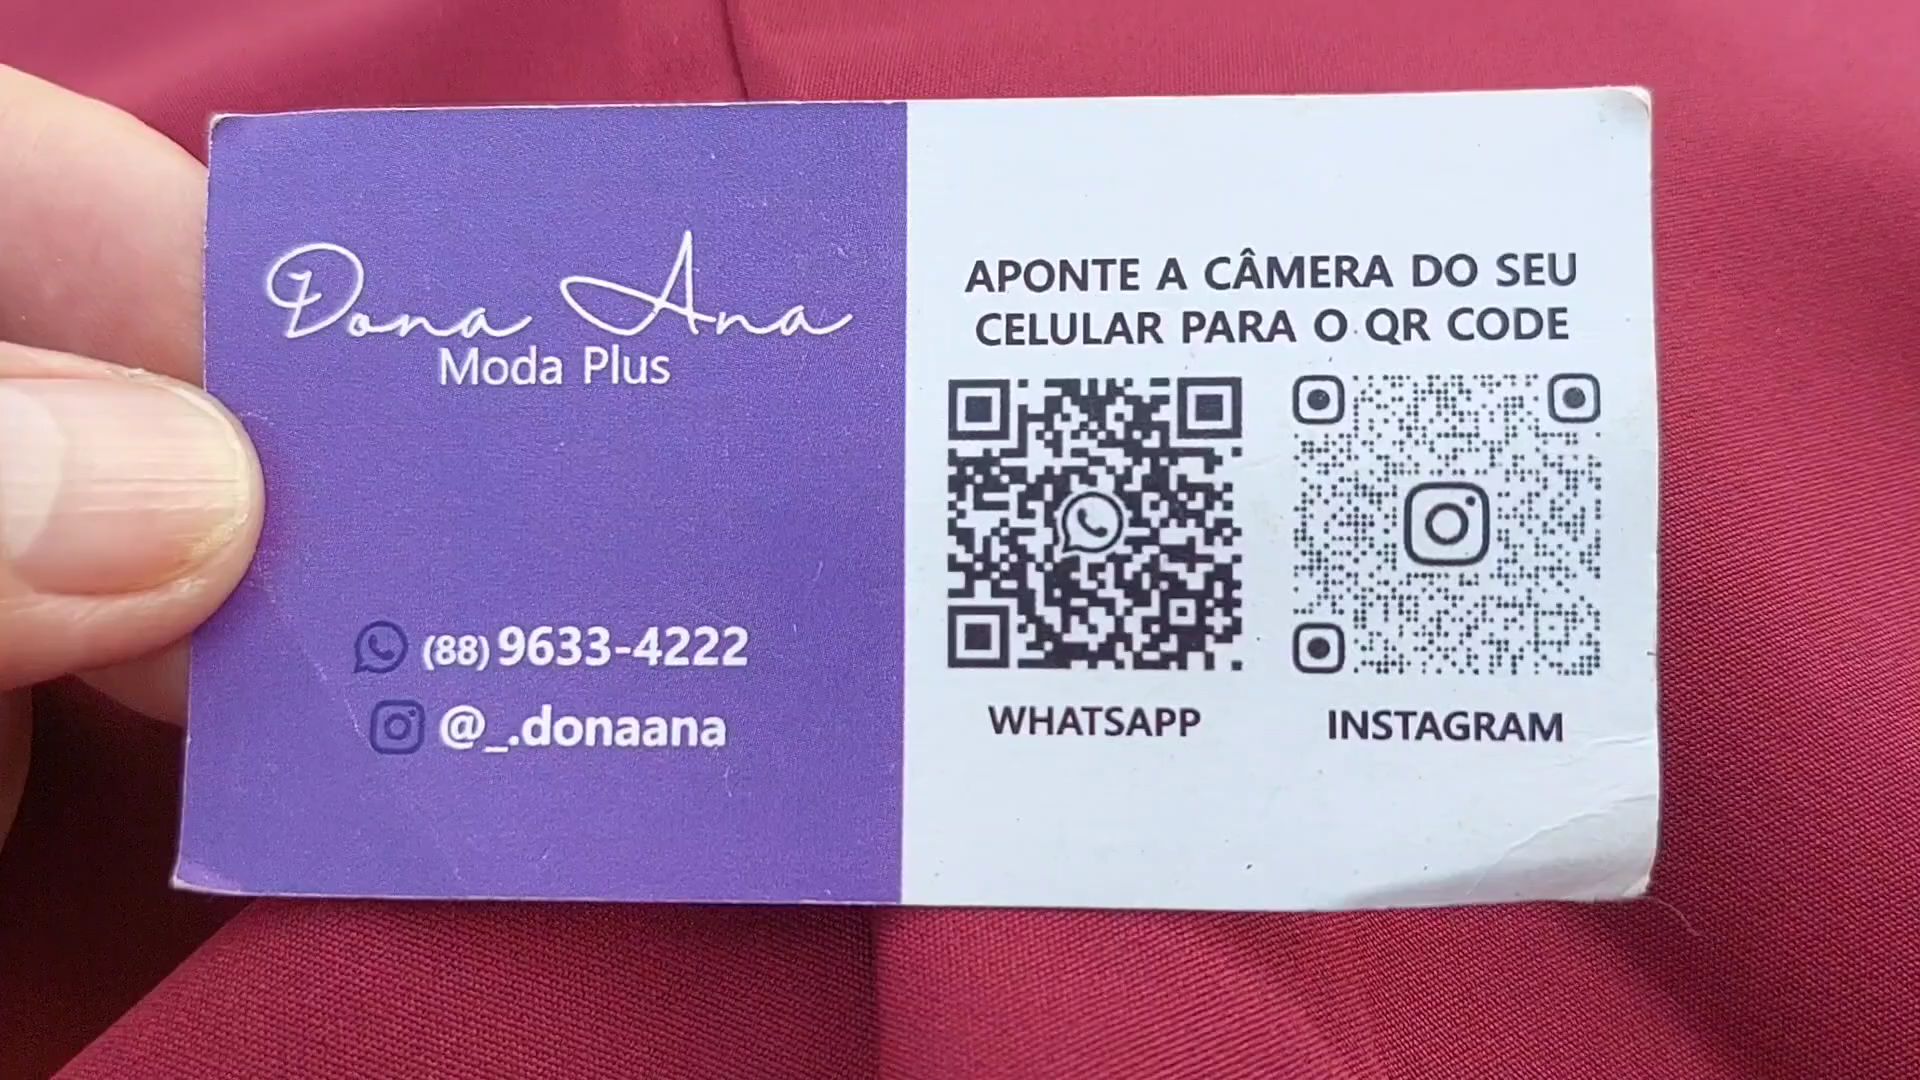 Dona Ana
Moda Plus
(88) 9633-4222
@_.donaana
APONTE A CÂMERA DO SEU
CELULAR PARA O QR CODE
WHATSAPP
INSTAGRAM